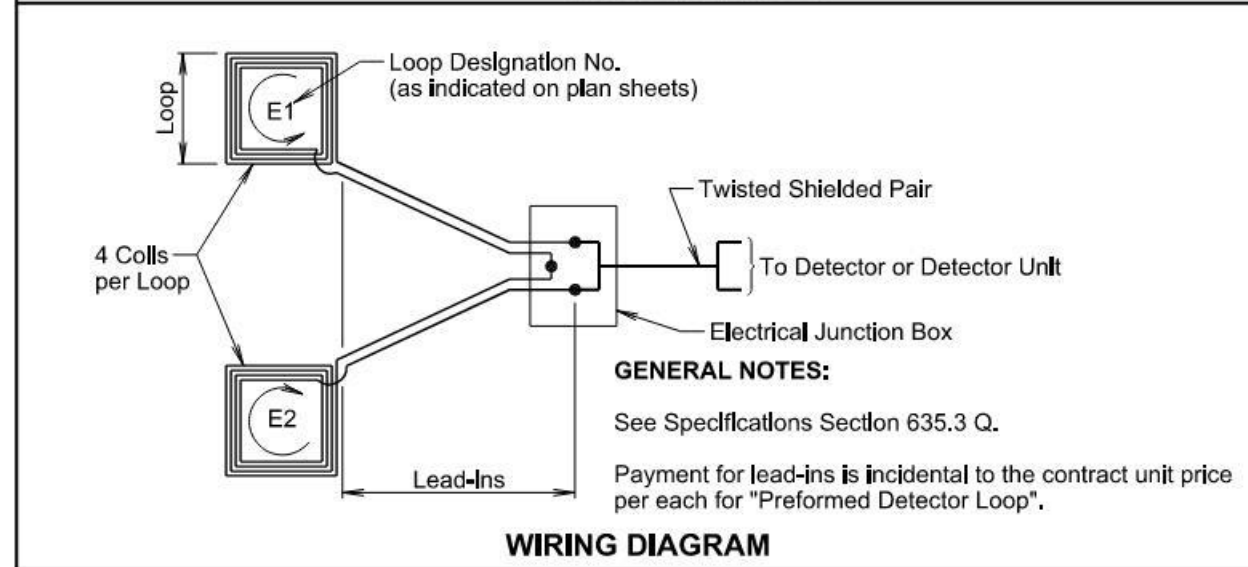 Loop Designation No.
(as indicated on plan sheets)
Loop
E1
Twisted Shielded Pair
4 Coils
per Loop
To Detector or Detector Unit
Electrical Junction Box
GENERAL NOTES:
E2
See Specifications Section 635.3 Q.
Lead-Ins
Payment for lead-ins is incidental to the contract unit price
per each for "Preformed Detector Loop".
WIRING DIAGRAM